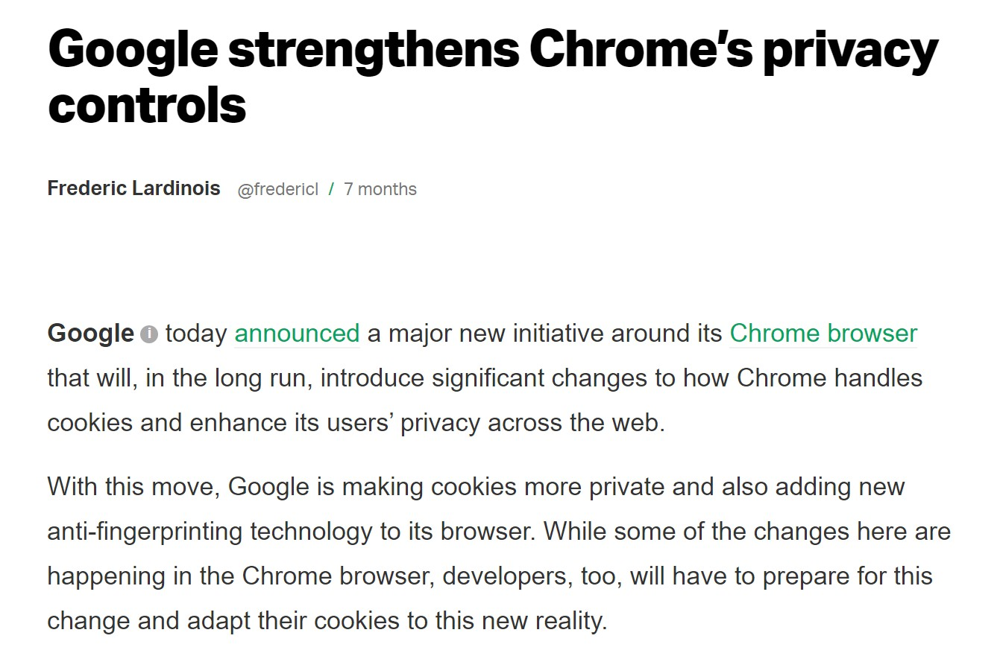 Google strengthens Chrome’s privacy
controls
Frederic Lardinois @fredericl / 7 months
Google i today announced a major new initiative around its Chrome browser
that will, in the long run, introduce significant changes to how Chrome handles
cookies and enhance its users’ privacy across the web.
With this move, Google is making cookies more private and also adding new
anti-fingerprinting technology to its browser. While some of the changes here are
happening in the Chrome browser, developers, too, will have to prepare for this
change and adapt their cookies to this new reality.